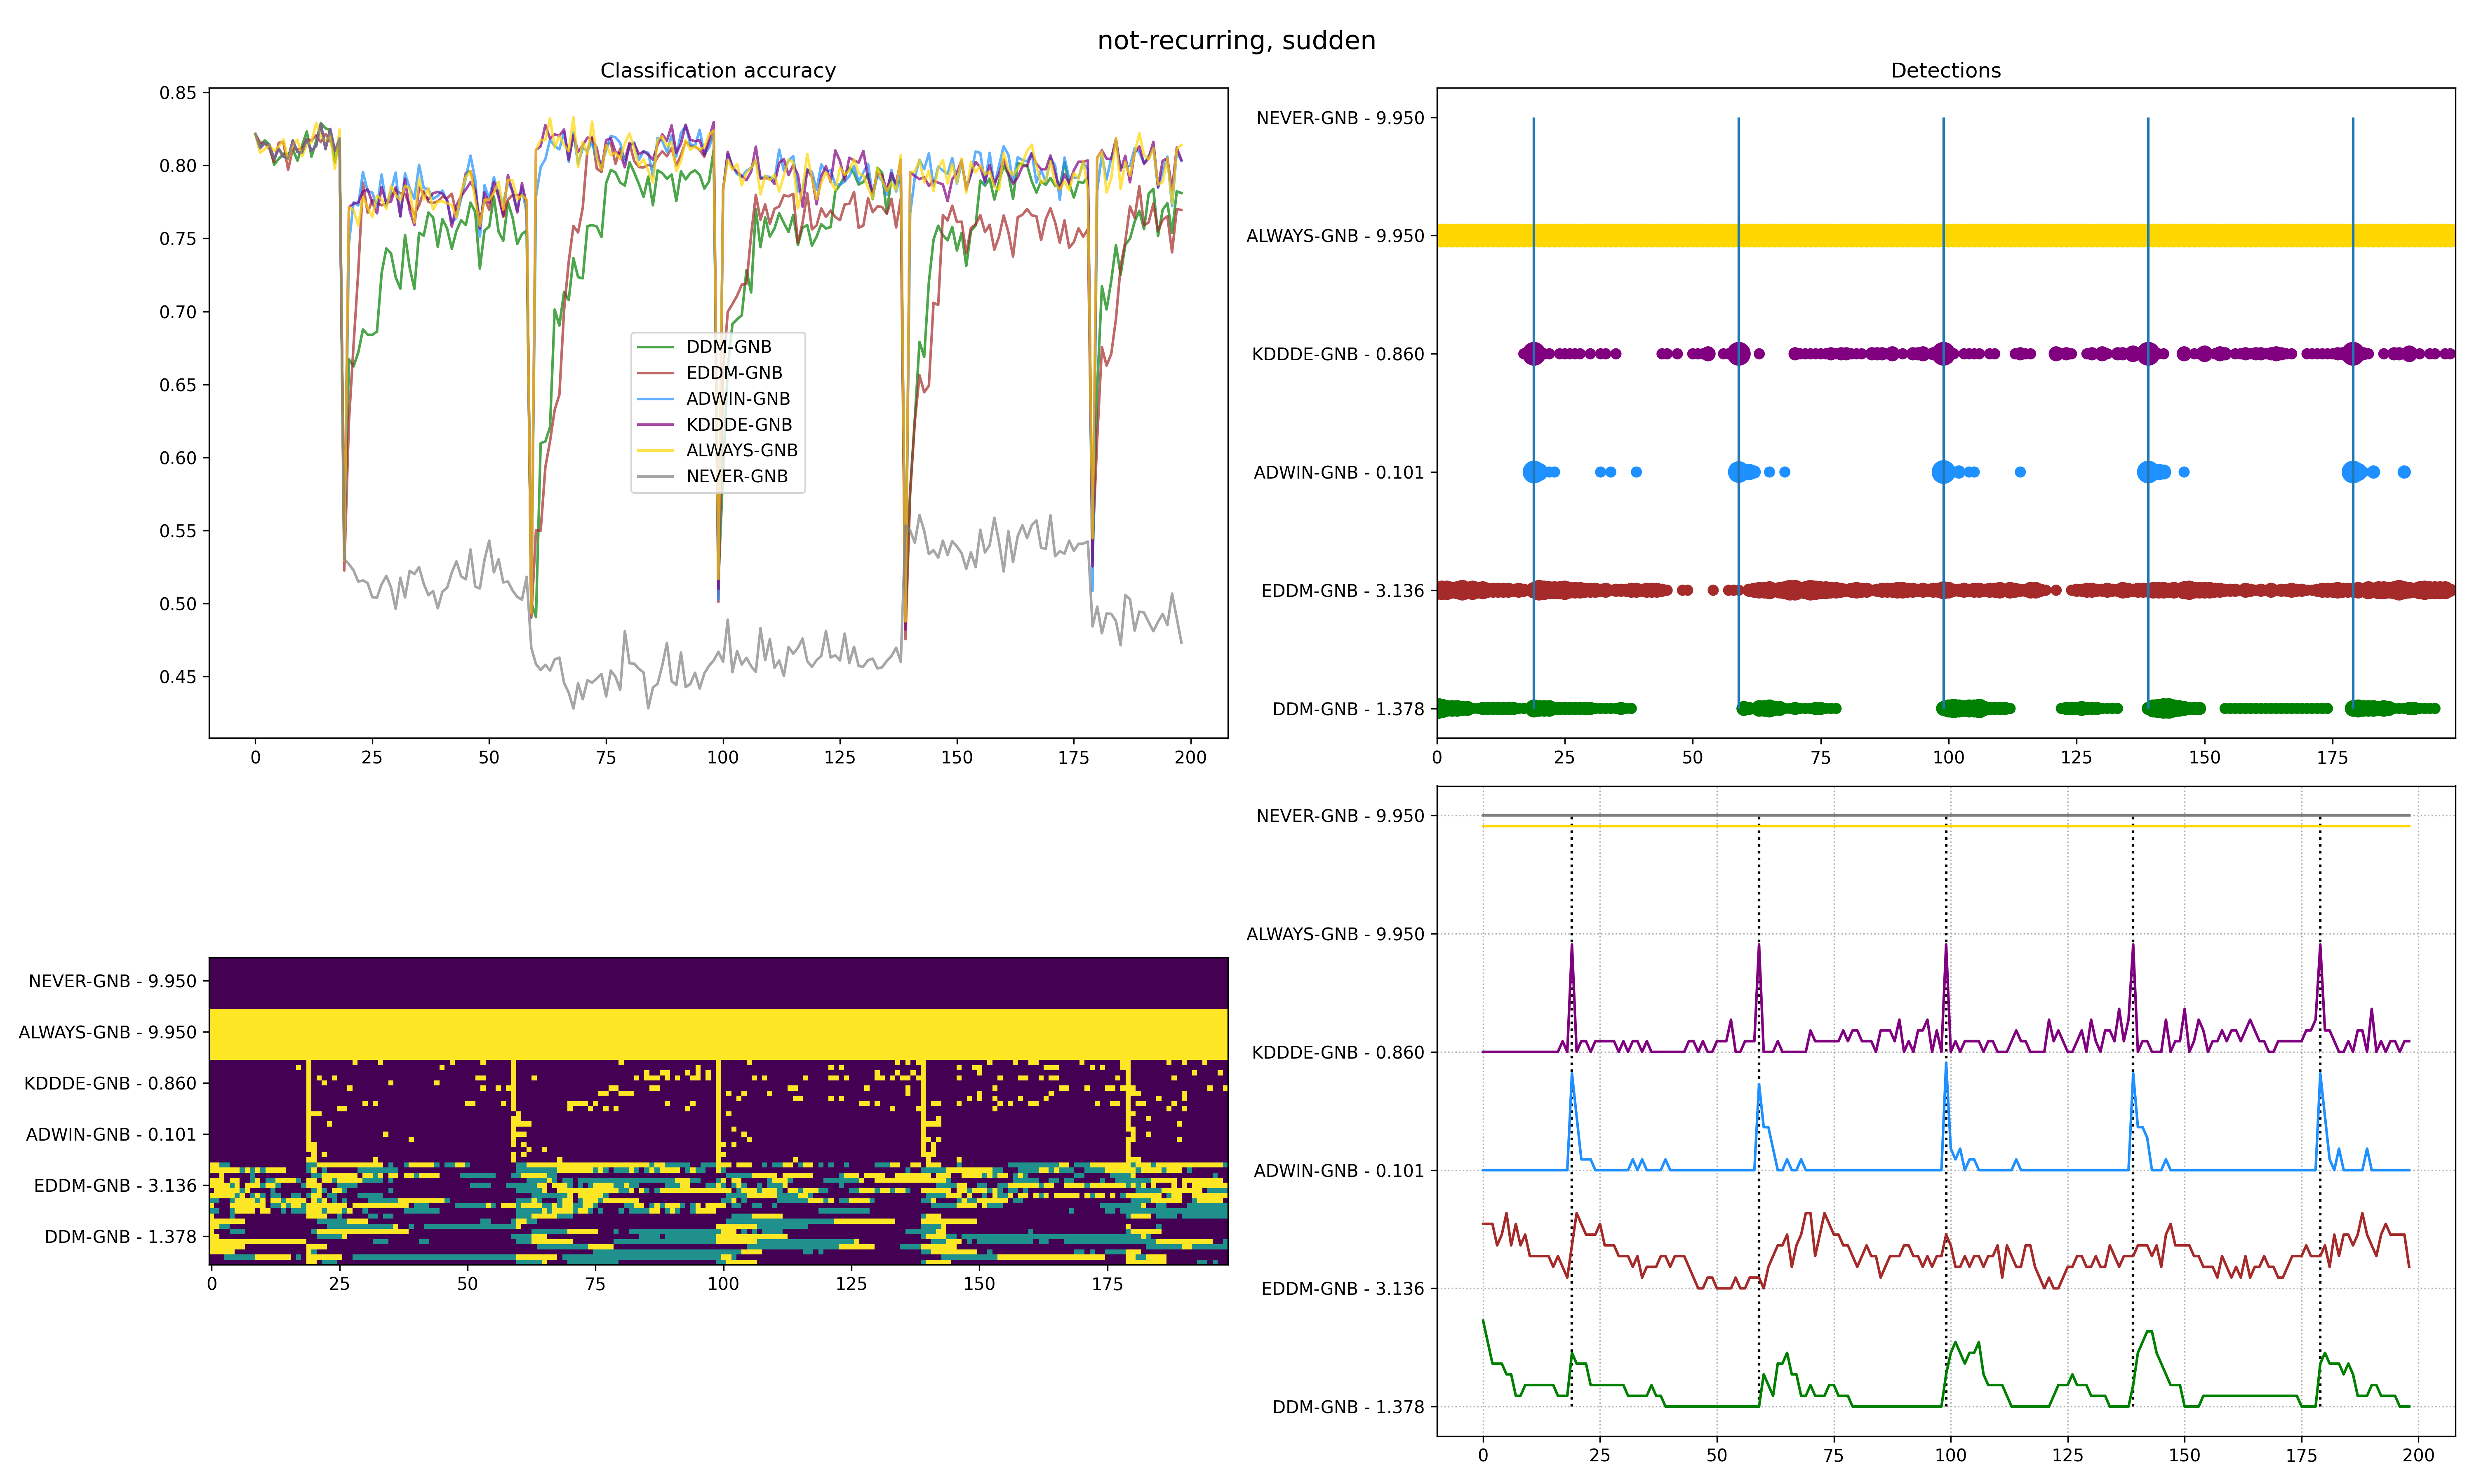 not-recurring, sudden
Classification accuracy
0.85
0.80
0.75
0.70
0.65
0.60
0.55
0.50
0.45
DDM-GNB
EDDM-GNB
ADWIN-GNB
KDDDE-GNB
ALWAYS-GNB
NEVER-GNB
0 25 50 75 100 125 150 175 200
Detections
NEVER-GNB - 9.950
ALWAYS-GNB - 9.950
KDDDE-GNB - 0.860
ADWIN-GNB - 0.101
EDDM-GNB - 3.136
DDM-GNB - 1.378
0 25 50 75 100 125 150 175
NEVER-GNB - 9.950
ALWAYS-GNB - 9.950
KDDDE-GNB - 0.860
ADWIN-GNB - 0.101
EDDM-GNB - 3.136
DDM-GNB - 1.378
0 25 50 75 100 125 150 175
NEVER-GNB - 9.950
ALWAYS-GNB - 9.950
KDDDE-GNB - 0.860
ADWIN-GNB - 0.101
EDDM-GNB - 3.136
DDM-GNB - 1.378
0 25 50 75 100 125 150 175 200